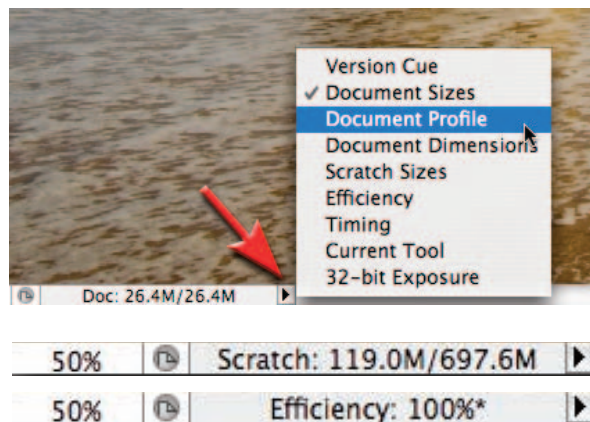 Version Cue
✓ Document Sizes
Document Profile
Document Dimensions
Scratch Sizes
Efficiency
Timing
Current Tool
32-bit Exposure
Doc: 26.4M/26.4M
50% Scratch: 119.0M/697.6M
50% Efficiency: 100%*